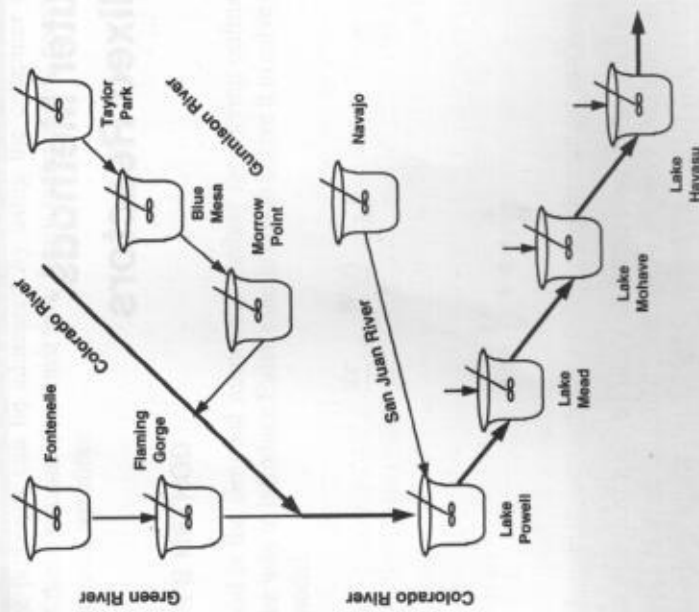 Green River
Fontenelle
Flaming
Gorge
Colorado River
Taylor
Park
Blue
Mesa
Morrow
Point
Gunnison River
Navajo
San Juan River
Colorado River
Lake
Powell
Lake
Mead
Lake
Mohave
Lake
Havasu